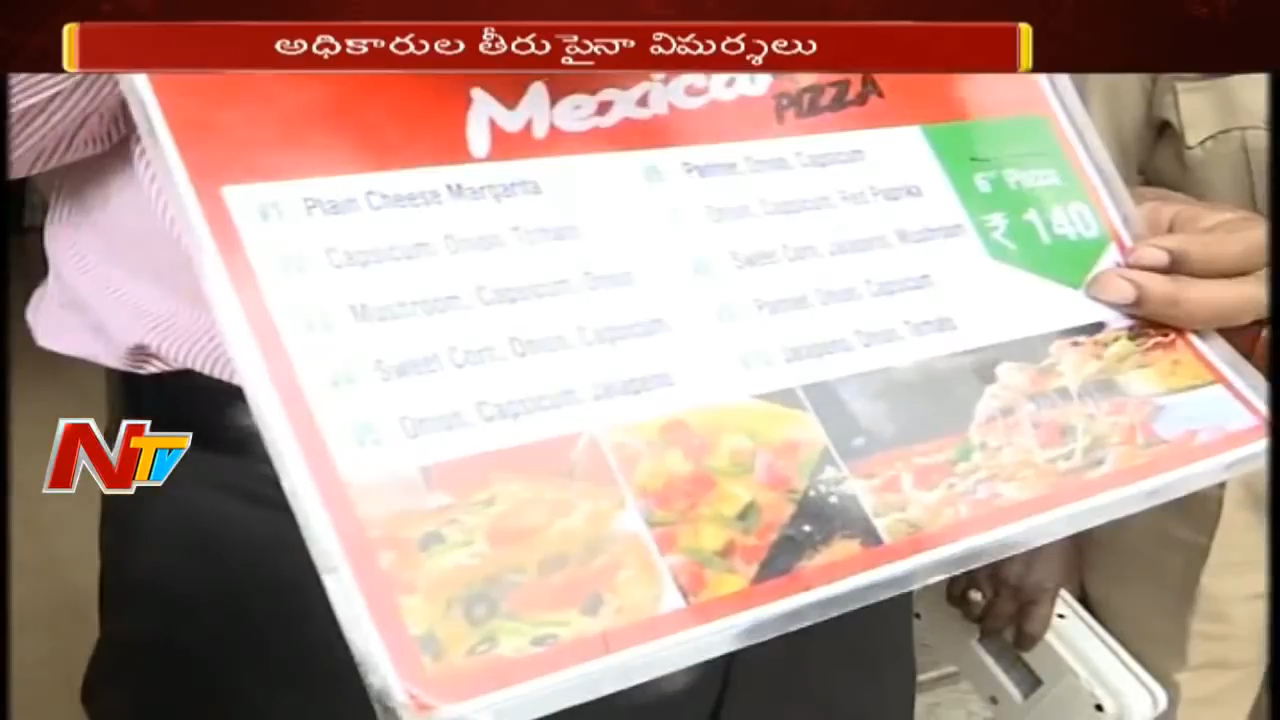 అధికారుల తీరు పైనా విమర్శలు
Mexican PIZZA
Plain Cheese Margarita
Capsicum, Onion, Tomato
Mushroom, Capsicum, Onion
Sweet Corn, Onion, Capsicum
Onion, Capsicum, Jalapeno
Paneer, Onion, Capsicum
Onion, Capsicum, Red Paprika
Sweet Corn, Jalapeno, Mushroom
Paneer, Onion, Capsicum
Jalapeno, Onion, Tomato
6" Pizza
₹ 140
NTV